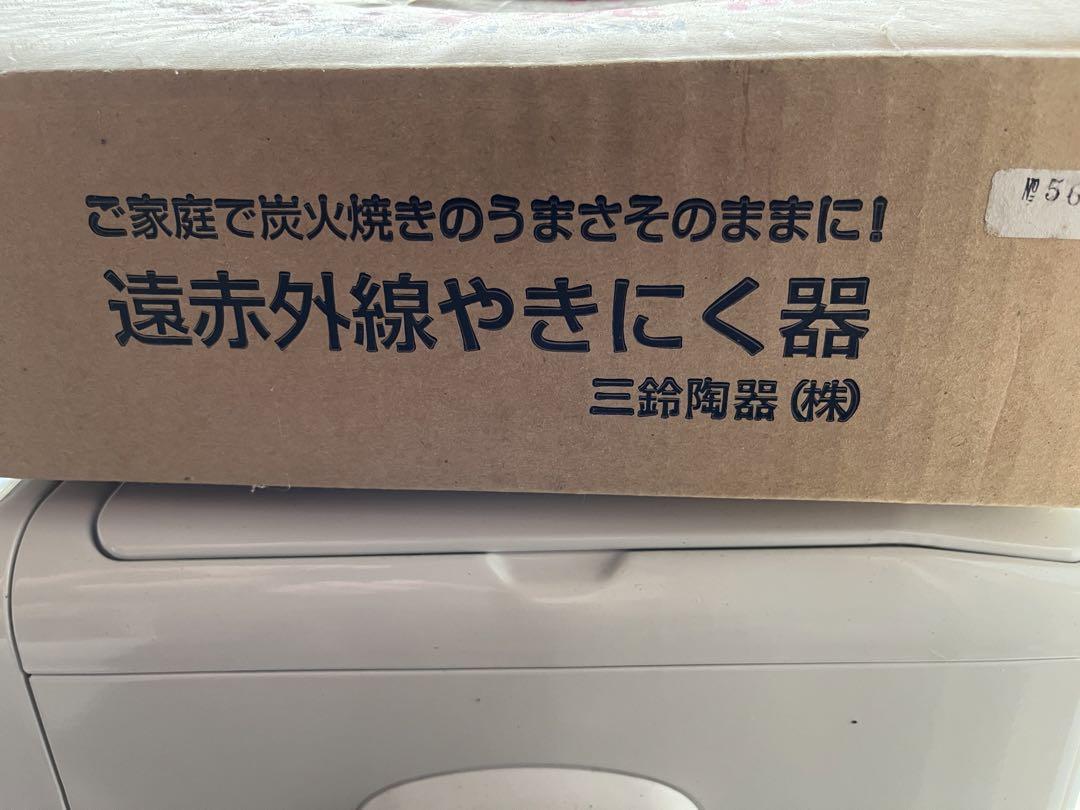 ご家庭で炭火焼きのうまさそのままに!
遠赤外線やきにく器
三鈴陶器(株)
№56